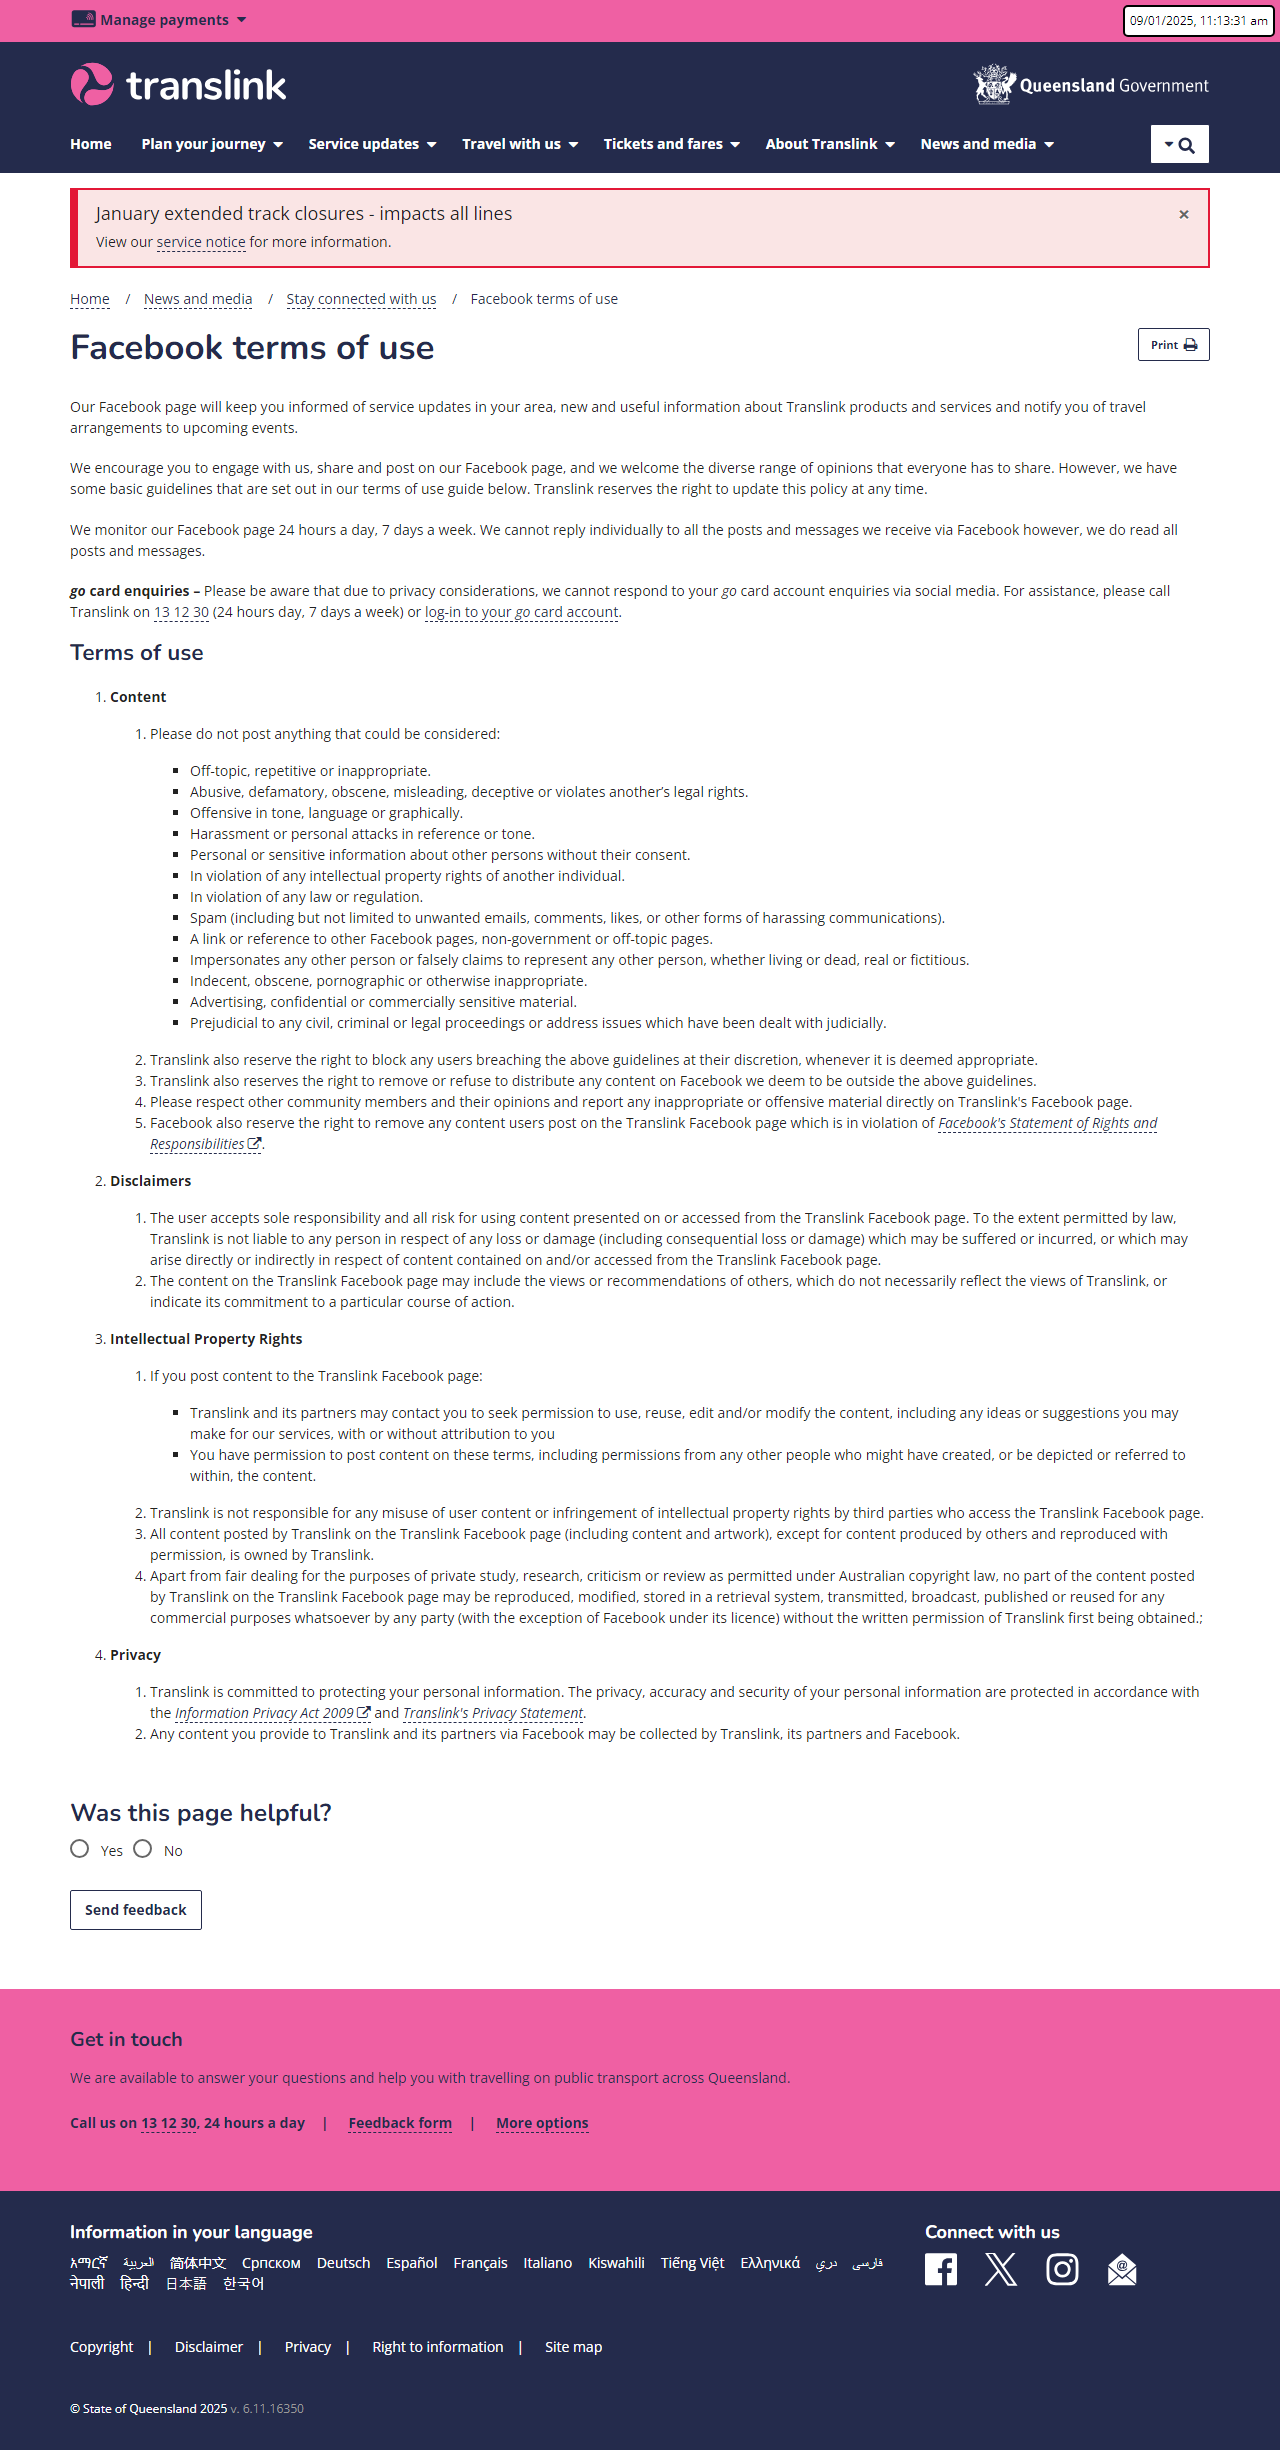 Manage payments
09/01/2025, 11:13:31 am
translink
Queensland Government
Home Plan your journey Service updates Travel with us Tickets and fares About Translink News and media
January extended track closures - impacts all lines ×
View our service notice for more information.
Home / News and media / Stay connected with us / Facebook terms of use
Facebook terms of use
Print
Our Facebook page will keep you informed of service updates in your area, new and useful information about Translink products and services and notify you of travel
arrangements to upcoming events.
We encourage you to engage with us, share and post on our Facebook page, and we welcome the diverse range of opinions that everyone has to share. However, we have
some basic guidelines that are set out in our terms of use guide below. Translink reserves the right to update this policy at any time.
We monitor our Facebook page 24 hours a day, 7 days a week. We cannot reply individually to all the posts and messages we receive via Facebook however, we do read all
posts and messages.
go card enquiries – Please be aware that due to privacy considerations, we cannot respond to your go card account enquiries via social media. For assistance, please call
Translink on 13 12 30 (24 hours day, 7 days a week) or log-in to your go card account.
Terms of use
1. Content
1. Please do not post anything that could be considered:
▪ Off-topic, repetitive or inappropriate.
▪ Abusive, defamatory, obscene, misleading, deceptive or violates another’s legal rights.
▪ Offensive in tone, language or graphically.
▪ Harassment or personal attacks in reference or tone.
▪ Personal or sensitive information about other persons without their consent.
▪ In violation of any intellectual property rights of another individual.
▪ In violation of any law or regulation.
▪ Spam (including but not limited to unwanted emails, comments, likes, or other forms of harassing communications).
▪ A link or reference to other Facebook pages, non-government or off-topic pages.
▪ Impersonates any other person or falsely claims to represent any other person, whether living or dead, real or fictitious.
▪ Indecent, obscene, pornographic or otherwise inappropriate.
▪ Advertising, confidential or commercially sensitive material.
▪ Prejudicial to any civil, criminal or legal proceedings or address issues which have been dealt with judicially.
2. Translink also reserve the right to block any users breaching the above guidelines at their discretion, whenever it is deemed appropriate.
3. Translink also reserves the right to remove or refuse to distribute any content on Facebook we deem to be outside the above guidelines.
4. Please respect other community members and their opinions and report any inappropriate or offensive material directly on Translink's Facebook page.
5. Facebook also reserve the right to remove any content users post on the Translink Facebook page which is in violation of Facebook's Statement of Rights and
Responsibilities.
2. Disclaimers
1. The user accepts sole responsibility and all risk for using content presented on or accessed from the Translink Facebook page. To the extent permitted by law,
Translink is not liable to any person in respect of any loss or damage (including consequential loss or damage) which may be suffered or incurred, or which may
arise directly or indirectly in respect of content contained on and/or accessed from the Translink Facebook page.
2. The content on the Translink Facebook page may include the views or recommendations of others, which do not necessarily reflect the views of Translink, or
indicate its commitment to a particular course of action.
3. Intellectual Property Rights
1. If you post content to the Translink Facebook page:
▪ Translink and its partners may contact you to seek permission to use, reuse, edit and/or modify the content, including any ideas or suggestions you may
make for our services, with or without attribution to you
▪ You have permission to post content on these terms, including permissions from any other people who might have created, or be depicted or referred to
within, the content.
2. Translink is not responsible for any misuse of user content or infringement of intellectual property rights by third parties who access the Translink Facebook page.
3. All content posted by Translink on the Translink Facebook page (including content and artwork), except for content produced by others and reproduced with
permission, is owned by Translink.
4. Apart from fair dealing for the purposes of private study, research, criticism or review as permitted under Australian copyright law, no part of the content posted
by Translink on the Translink Facebook page may be reproduced, modified, stored in a retrieval system, transmitted, broadcast, published or reused for any
commercial purposes whatsoever by any party (with the exception of Facebook under its licence) without the written permission of Translink first being obtained.;
4. Privacy
1. Translink is committed to protecting your personal information. The privacy, accuracy and security of your personal information are protected in accordance with
the Information Privacy Act 2009 and Translink's Privacy Statement.
2. Any content you provide to Translink and its partners via Facebook may be collected by Translink, its partners and Facebook.
Was this page helpful?
Yes No
Send feedback
Get in touch
We are available to answer your questions and help you with travelling on public transport across Queensland.
Call us on 13 12 30, 24 hours a day | Feedback form | More options
Information in your language
አማርኛ العربية 简体中文 Српском Deutsch Español Français Italiano Kiswahili Tiếng Việt Ελληνικά دري فارسی
नेपाली हिन्दी 日本語 한국어
Connect with us
Copyright | Disclaimer | Privacy | Right to information | Site map
© State of Queensland 2025 v. 6.11.16350